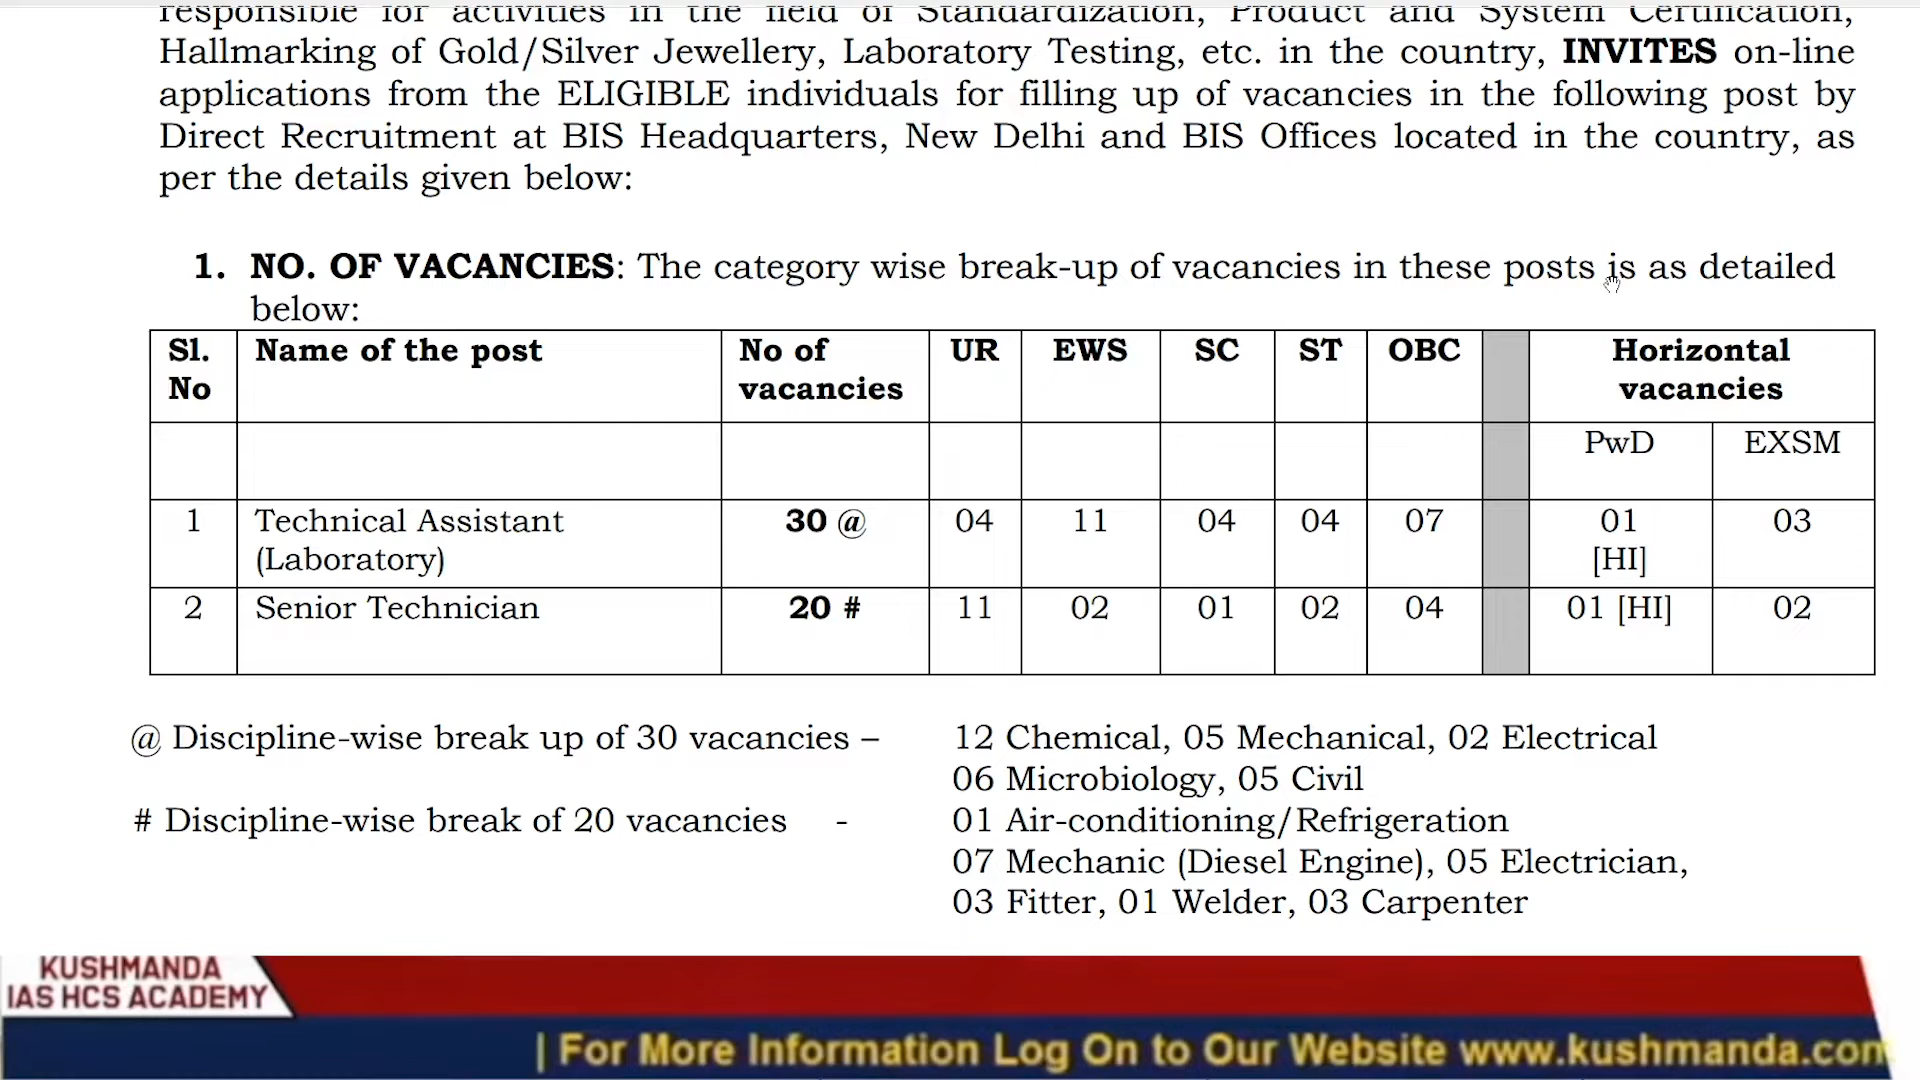 responsible for activities in the field of Standardization, Product and System Certification,
Hallmarking of Gold/Silver Jewellery, Laboratory Testing, etc. in the country, INVITES on-line
applications from the ELIGIBLE individuals for filling up of vacancies in the following post by
Direct Recruitment at BIS Headquarters, New Delhi and BIS Offices located in the country, as
per the details given below:
1. NO. OF VACANCIES: The category wise break-up of vacancies in these posts is as detailed
below:
Sl. No Name of the post No of vacancies UR EWS SC ST OBC Horizontal vacancies
PwD EXSM
1 Technical Assistant (Laboratory) 30 @ 04 11 04 04 07 01 [HI] 03
2 Senior Technician 20 # 11 02 01 02 04 01 [HI] 02
@ Discipline-wise break up of 30 vacancies – 12 Chemical, 05 Mechanical, 02 Electrical
06 Microbiology, 05 Civil
# Discipline-wise break of 20 vacancies - 01 Air-conditioning/Refrigeration
07 Mechanic (Diesel Engine), 05 Electrician,
03 Fitter, 01 Welder, 03 Carpenter
KUSHMANDA
IAS HCS ACADEMY
| For More Information Log On to Our Website www.kushmanda.com